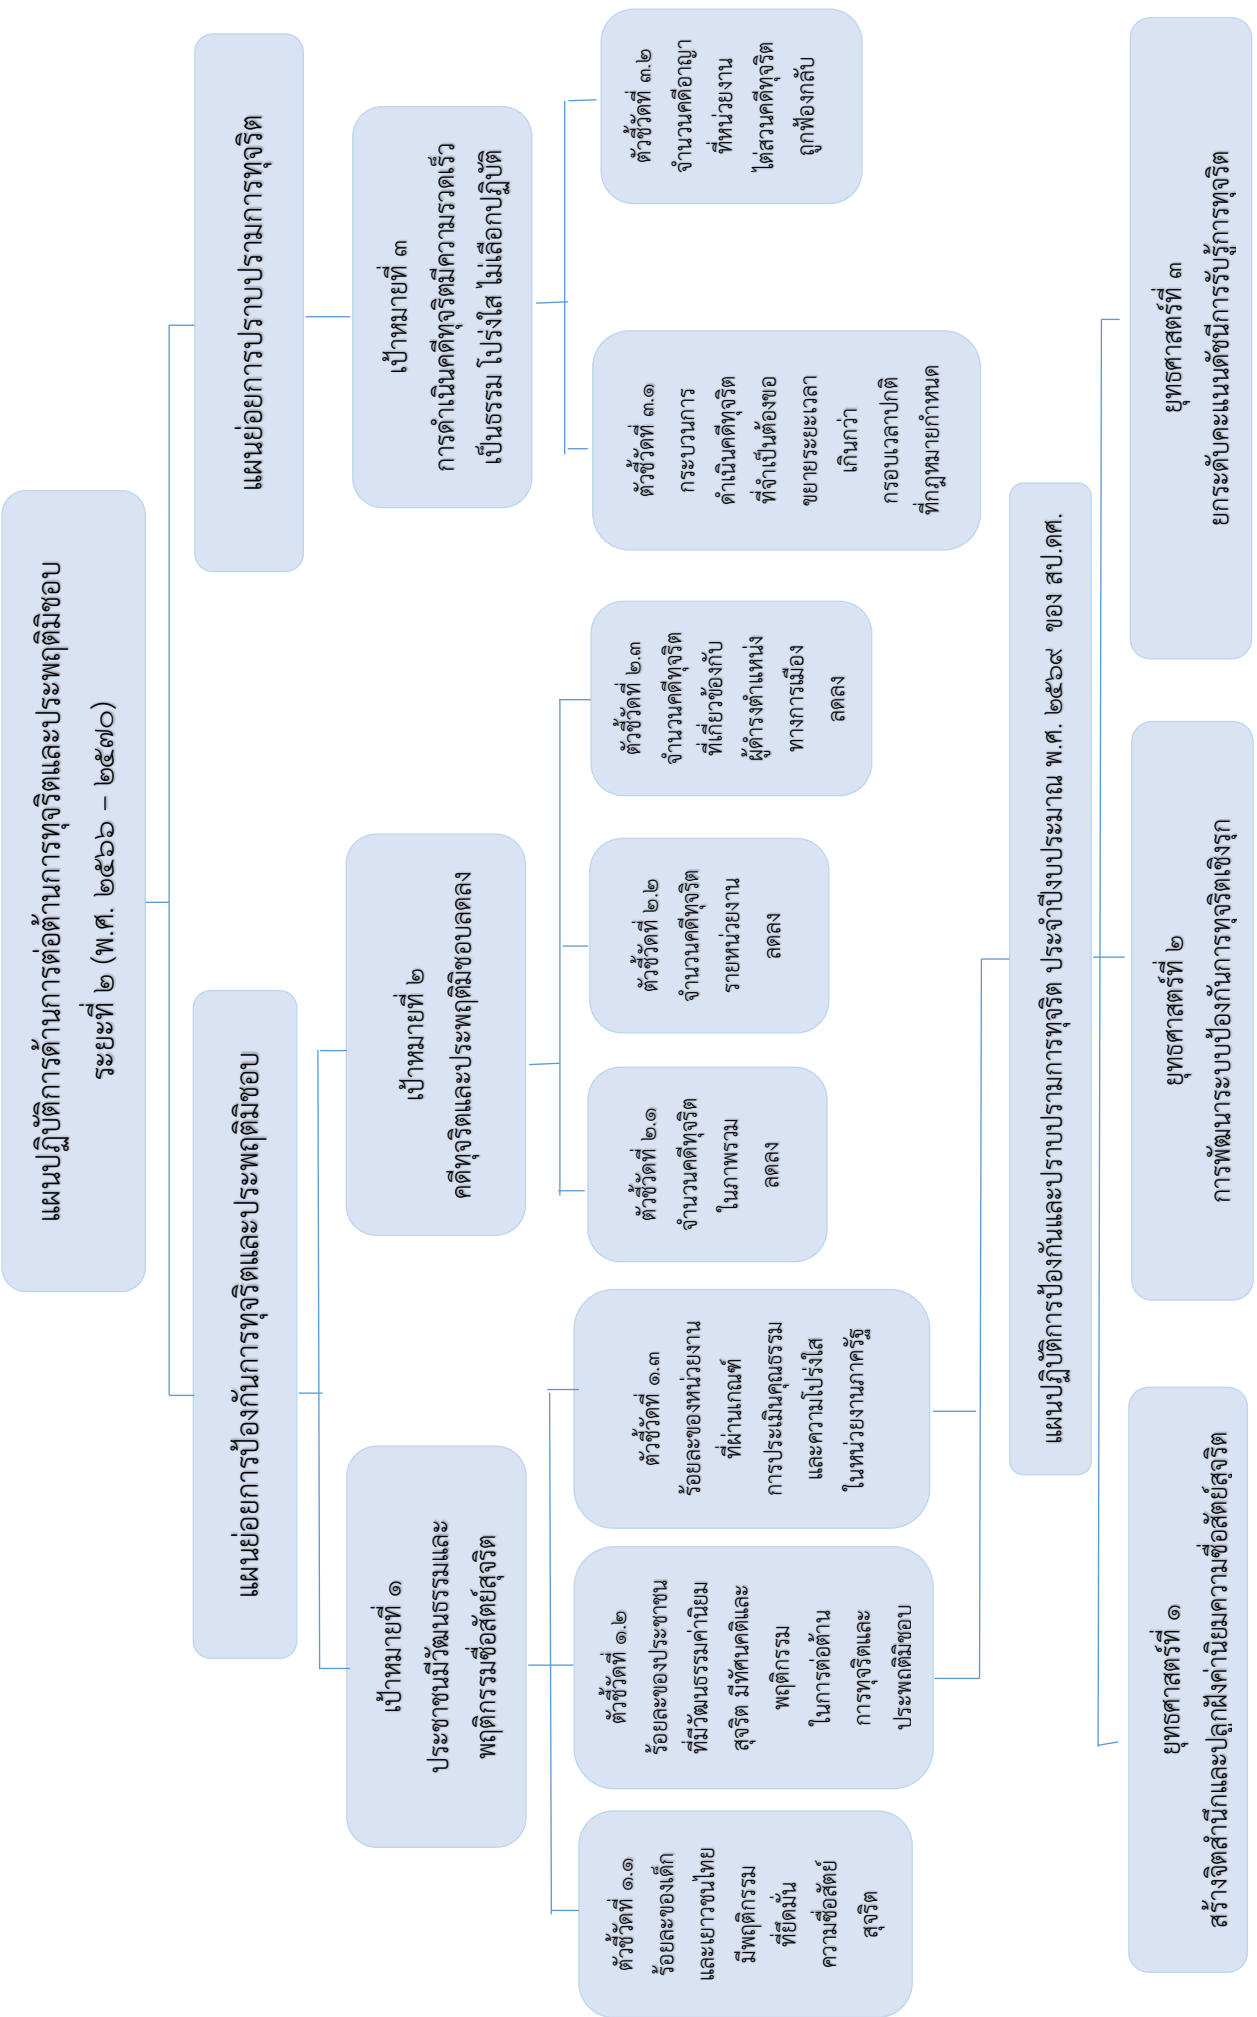 แผนปฏิบัติการด้านการต่อต้านการทุจริตและประพฤติมิชอบ
ระยะที่ ๒ (พ.ศ. ๒๕๖๖ – ๒๕๗๐)
แผนย่อยการป้องกันการทุจริตและประพฤติมิชอบ
แผนย่อยการปราบปรามการทุจริต
เป้าหมายที่ ๑
ประชาชนมีวัฒนธรรมและ
พฤติกรรมซื่อสัตย์สุจริต
เป้าหมายที่ ๒
คดีทุจริตและประพฤติมิชอบลดลง
เป้าหมายที่ ๓
การดำเนินคดีทุจริตมีความรวดเร็ว
เป็นธรรม โปร่งใส ไม่เลือกปฏิบัติ
ตัวชี้วัดที่ ๑.๑
ร้อยละของเด็ก
และเยาวชนไทย
มีพฤติกรรม
ที่ยึดมั่น
ความซื่อสัตย์
สุจริต
ตัวชี้วัดที่ ๑.๒
ร้อยละของประชาชน
ที่มีวัฒนธรรมค่านิยม
สุจริต มีทัศนคติและ
พฤติกรรม
ในการต่อต้าน
การทุจริตและ
ประพฤติมิชอบ
ตัวชี้วัดที่ ๑.๓
ร้อยละของหน่วยงาน
ที่ผ่านเกณฑ์
การประเมินคุณธรรม
และความโปร่งใส
ในหน่วยงานภาครัฐ
ตัวชี้วัดที่ ๒.๑
จำนวนคดีทุจริต
ในภาพรวม
ลดลง
ตัวชี้วัดที่ ๒.๒
จำนวนคดีทุจริต
รายหน่วยงาน
ลดลง
ตัวชี้วัดที่ ๒.๓
จำนวนคดีทุจริต
ที่เกี่ยวข้องกับ
ผู้ดำรงตำแหน่ง
ทางการเมือง
ลดลง
ตัวชี้วัดที่ ๓.๑
กระบวนการ
ดำเนินคดีทุจริต
ที่จำเป็นต้องขอ
ขยายระยะเวลา
เกินกว่า
กรอบเวลาปกติ
ที่กฎหมายกำหนด
ตัวชี้วัดที่ ๓.๒
จำนวนคดีอาญา
ที่หน่วยงาน
ไต่สวนคดีทุจริต
ถูกฟ้องกลับ
แผนปฏิบัติการป้องกันและปราบปรามการทุจริต ประจำปีงบประมาณ พ.ศ. ๒๕๖๙ ของ สป.ดศ.
ยุทธศาสตร์ที่ ๑
สร้างจิตสำนึกและปลูกฝังค่านิยมความซื่อสัตย์สุจริต
ยุทธศาสตร์ที่ ๒
การพัฒนาระบบป้องกันการทุจริตเชิงรุก
ยุทธศาสตร์ที่ ๓
ยกระดับคะแนนดัชนีการรับรู้การทุจริต